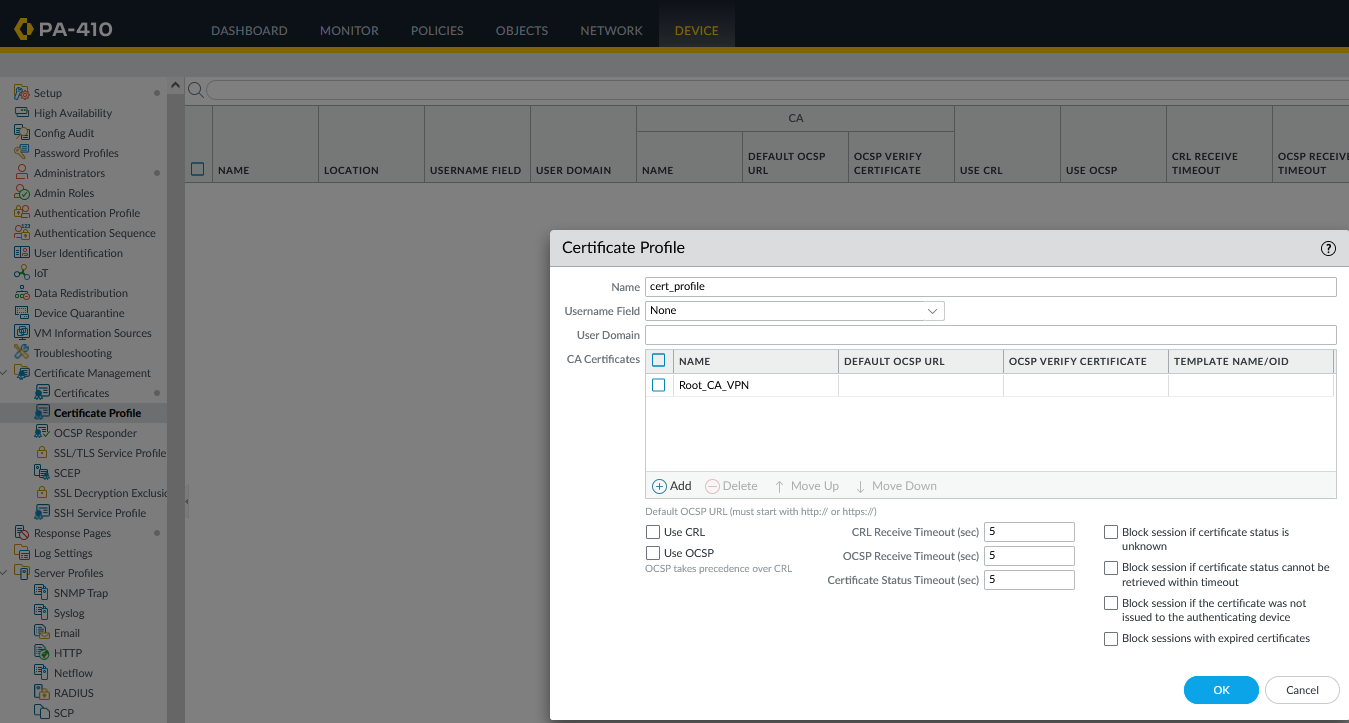 PA-410
DASHBOARD MONITOR POLICIES OBJECTS NETWORK DEVICE
Setup
High Availability
Config Audit
Password Profiles
Administrators
Admin Roles
Authentication Profile
Authentication Sequence
User Identification
IoT
Data Redistribution
Device Quarantine
VM Information Sources
Troubleshooting
Certificate Management
Certificates
Certificate Profile
OCSP Responder
SSL/TLS Service Profile
SCEP
SSL Decryption Exclusio
SSH Service Profile
Response Pages
Log Settings
Server Profiles
SNMP Trap
Syslog
Email
HTTP
Netflow
RADIUS
SCP
CA
NAME LOCATION USERNAME FIELD USER DOMAIN NAME DEFAULT OCSP URL OCSP VERIFY CERTIFICATE USE CRL USE OCSP CRL RECEIVE TIMEOUT OCSP RECEIVE TIMEOUT
Certificate Profile
Name cert_profile
Username Field None
User Domain
CA Certificates
NAME DEFAULT OCSP URL OCSP VERIFY CERTIFICATE TEMPLATE NAME/OID
Root_CA_VPN
Add Delete Move Up Move Down
Default OCSP URL (must start with http:// or https://)
Use CRL
Use OCSP
OCSP takes precedence over CRL
CRL Receive Timeout (sec) 5
OCSP Receive Timeout (sec) 5
Certificate Status Timeout (sec) 5
Block session if certificate status is
unknown
Block session if certificate status cannot be
retrieved within timeout
Block session if the certificate was not
issued to the authenticating device
Block sessions with expired certificates
OK Cancel